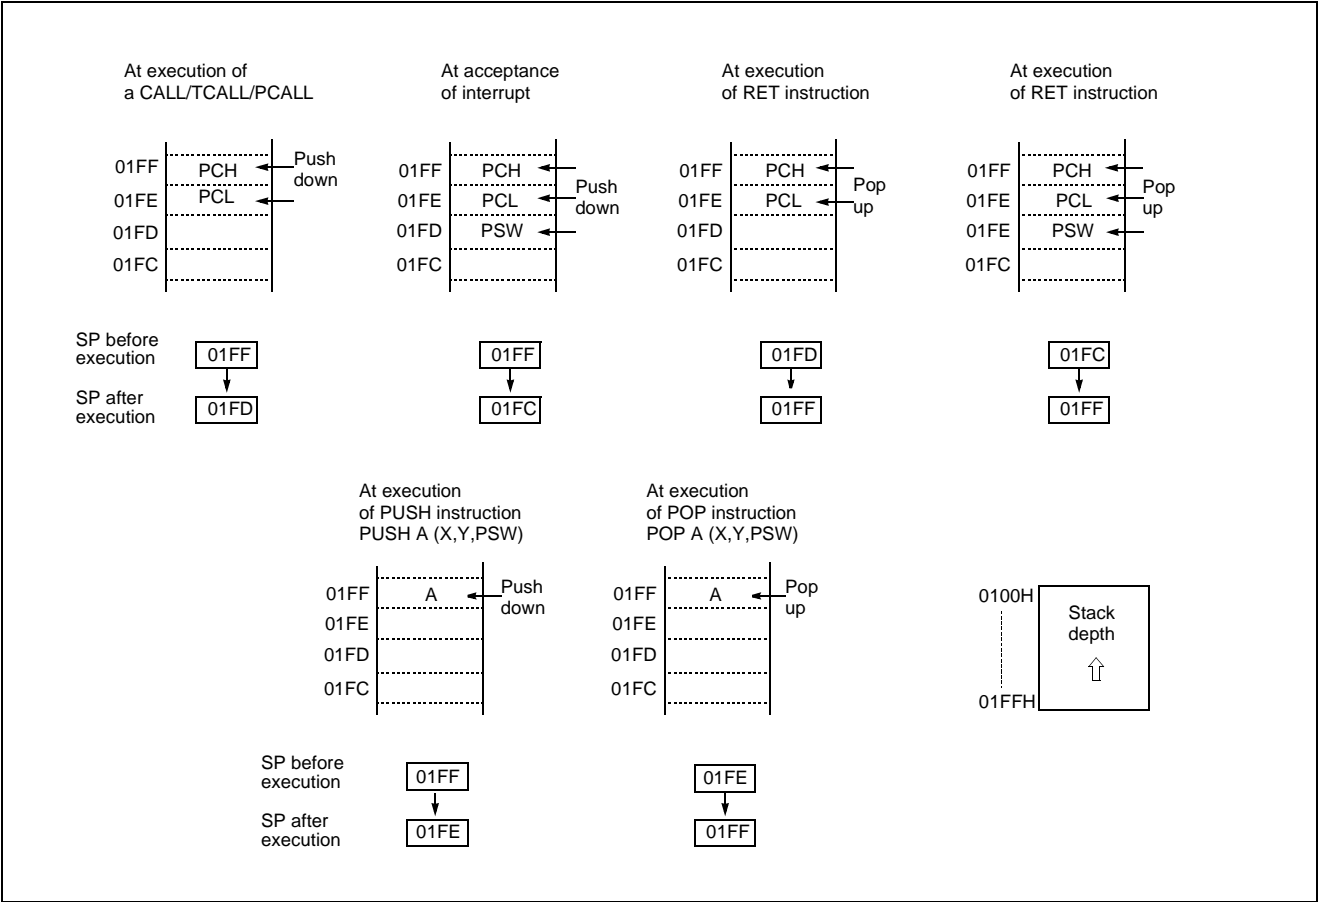 At execution of
a CALL/TCALL/PCALL
01FF
PCH
Push
down
01FE
PCL
01FD
01FC
At acceptance
of interrupt
01FF
PCH
01FE
PCL
Push
down
01FD
PSW
01FC
At execution
of RET instruction
01FF
PCH
01FE
PCL
Pop
up
01FD
01FC
At execution
of RET instruction
01FF
PCH
01FE
PCL
Pop
up
01FE
PSW
01FC
SP before
execution
01FF
01FF
01FD
01FC
SP after
execution
01FD
01FC
01FF
01FF
At execution
of PUSH instruction
PUSH A (X,Y,PSW)
01FF
A
Push
down
01FE
01FD
01FC
At execution
of POP instruction
POP A (X,Y,PSW)
01FF
A
Pop
up
01FE
01FD
01FC
0100H
Stack
depth
01FFH
SP before
execution
01FF
01FE
SP after
execution
01FE
01FF